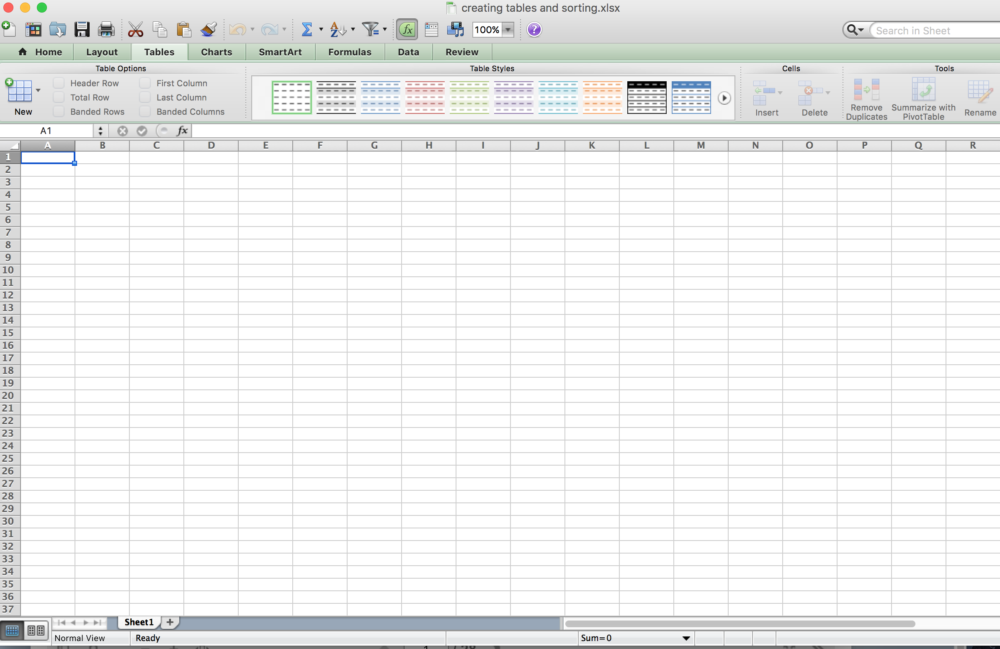 creating tables and sorting.xlsx
100%
Search in Sheet
Home Layout Tables Charts SmartArt Formulas Data Review
Table Options Table Styles Cells Tools
New
Header Row First Column
Total Row Last Column
Banded Rows Banded Columns
Insert Delete
Remove Duplicates
Summarize with PivotTable
Rename
A1 fx
A B C D E F G H I J K L M N O P Q R
1
2
3
4
5
6
7
8
9
10
11
12
13
14
15
16
17
18
19
20
21
22
23
24
25
26
27
28
29
30
31
32
33
34
35
36
37
Sheet1
Normal View Ready Sum=0